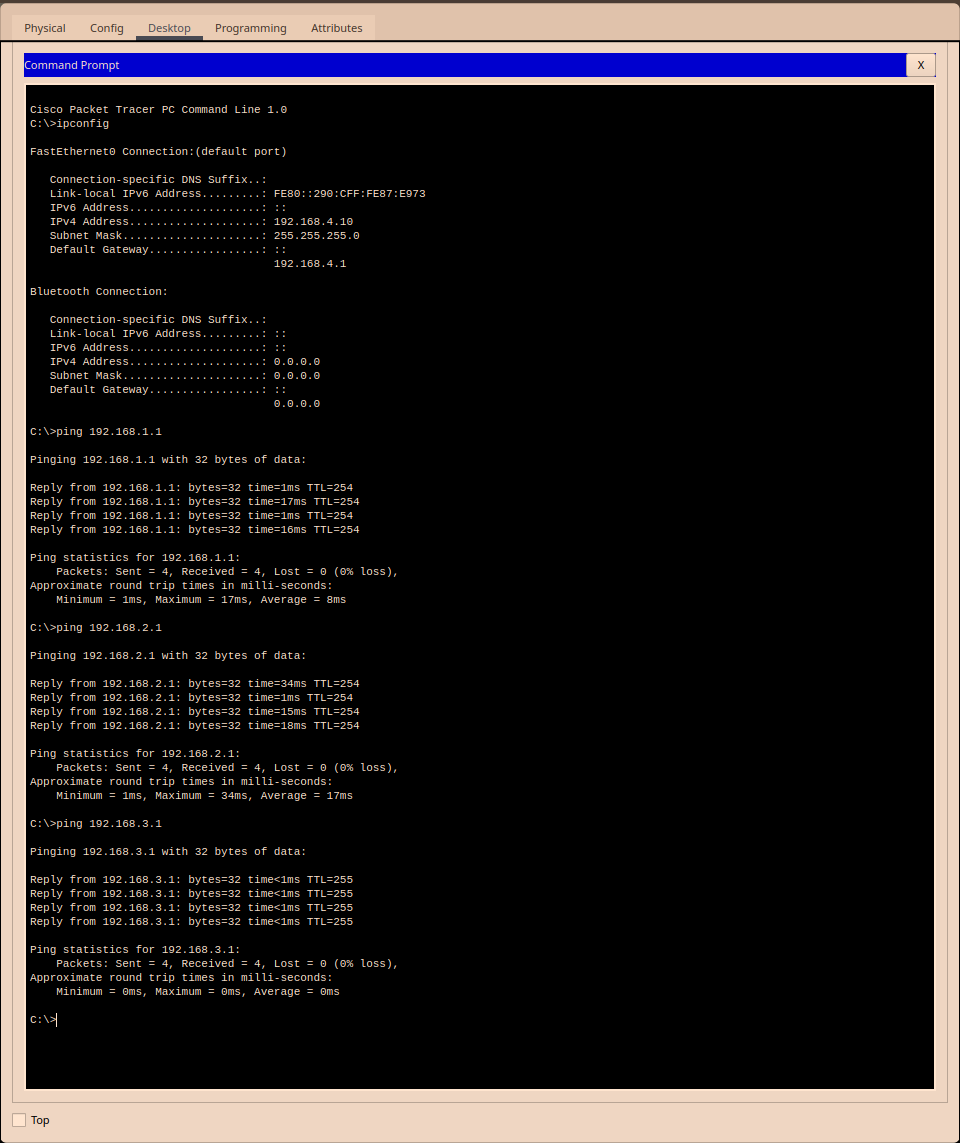 Physical Config Desktop Programming Attributes
Command Prompt X
Cisco Packet Tracer PC Command Line 1.0
C:\>ipconfig
FastEthernet0 Connection:(default port)
Connection-specific DNS Suffix..:
Link-local IPv6 Address.........: FE80::290:CFF:FE87:E973
IPv6 Address....................: ::
IPv4 Address....................: 192.168.4.10
Subnet Mask.....................: 255.255.255.0
Default Gateway.................: ::
192.168.4.1
Bluetooth Connection:
Connection-specific DNS Suffix..:
Link-local IPv6 Address.........: ::
IPv6 Address....................: ::
IPv4 Address....................: 0.0.0.0
Subnet Mask.....................: 0.0.0.0
Default Gateway.................: ::
0.0.0.0
C:\>ping 192.168.1.1
Pinging 192.168.1.1 with 32 bytes of data:
Reply from 192.168.1.1: bytes=32 time=1ms TTL=254
Reply from 192.168.1.1: bytes=32 time=17ms TTL=254
Reply from 192.168.1.1: bytes=32 time=1ms TTL=254
Reply from 192.168.1.1: bytes=32 time=16ms TTL=254
Ping statistics for 192.168.1.1:
Packets: Sent = 4, Received = 4, Lost = 0 (0% loss),
Approximate round trip times in milli-seconds:
Minimum = 1ms, Maximum = 17ms, Average = 8ms
C:\>ping 192.168.2.1
Pinging 192.168.2.1 with 32 bytes of data:
Reply from 192.168.2.1: bytes=32 time=34ms TTL=254
Reply from 192.168.2.1: bytes=32 time=1ms TTL=254
Reply from 192.168.2.1: bytes=32 time=15ms TTL=254
Reply from 192.168.2.1: bytes=32 time=18ms TTL=254
Ping statistics for 192.168.2.1:
Packets: Sent = 4, Received = 4, Lost = 0 (0% loss),
Approximate round trip times in milli-seconds:
Minimum = 1ms, Maximum = 34ms, Average = 17ms
C:\>ping 192.168.3.1
Pinging 192.168.3.1 with 32 bytes of data:
Reply from 192.168.3.1: bytes=32 time<1ms TTL=255
Reply from 192.168.3.1: bytes=32 time<1ms TTL=255
Reply from 192.168.3.1: bytes=32 time<1ms TTL=255
Reply from 192.168.3.1: bytes=32 time<1ms TTL=255
Ping statistics for 192.168.3.1:
Packets: Sent = 4, Received = 4, Lost = 0 (0% loss),
Approximate round trip times in milli-seconds:
Minimum = 0ms, Maximum = 0ms, Average = 0ms
C:\>
Top